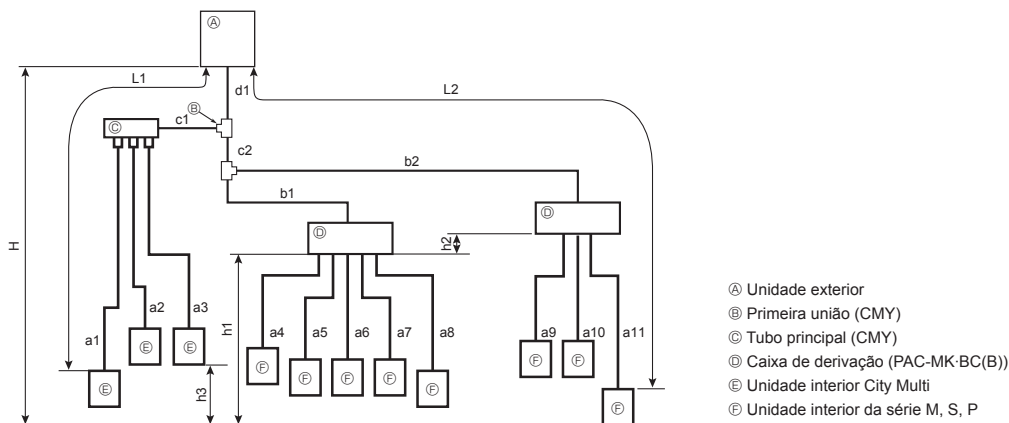 Ⓐ
L1
d1
L2
Ⓑ
c1
Ⓒ
c2
b2
b1
Ⓓ
Ⓓ
h2
H
a1
a2
a3
h1
a4
a5
a6
a7
a8
a9
a10
a11
Ⓔ
Ⓔ
Ⓔ
h3
Ⓕ
Ⓕ
Ⓕ
Ⓕ
Ⓕ
Ⓕ
Ⓕ
Ⓕ
Ⓐ Unidade exterior
Ⓑ Primeira união (CMY)
Ⓒ Tubo principal (CMY)
Ⓓ Caixa de derivação (PAC-MK·BC(B))
Ⓔ Unidade interior City Multi
Ⓕ Unidade interior da série M, S, P